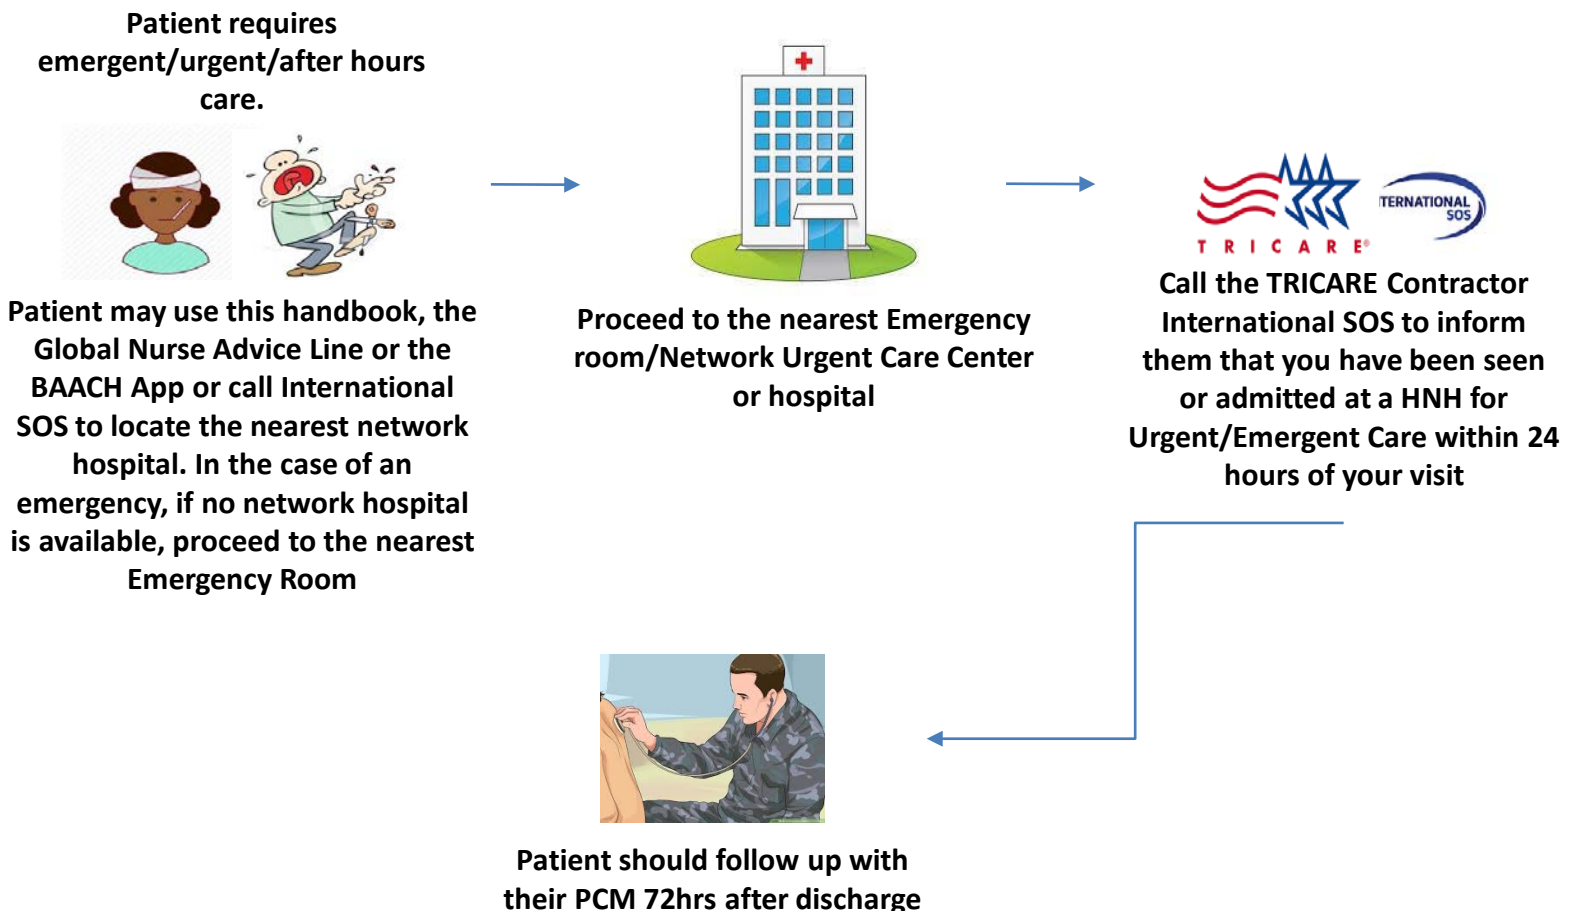 Patient requires
emergent/urgent/after hours
care.
Patient may use this handbook, the
Global Nurse Advice Line or the
BAACH App or call International
SOS to locate the nearest network
hospital. In the case of an
emergency, if no network hospital
is available, proceed to the nearest
Emergency Room
Proceed to the nearest Emergency
room/Network Urgent Care Center
or hospital
TRICARE®
TERNATIONAL
SOS
Call the TRICARE Contractor
International SOS to inform
them that you have been seen
or admitted at a HNH for
Urgent/Emergent Care within 24
hours of your visit
Patient should follow up with
their PCM 72hrs after discharge